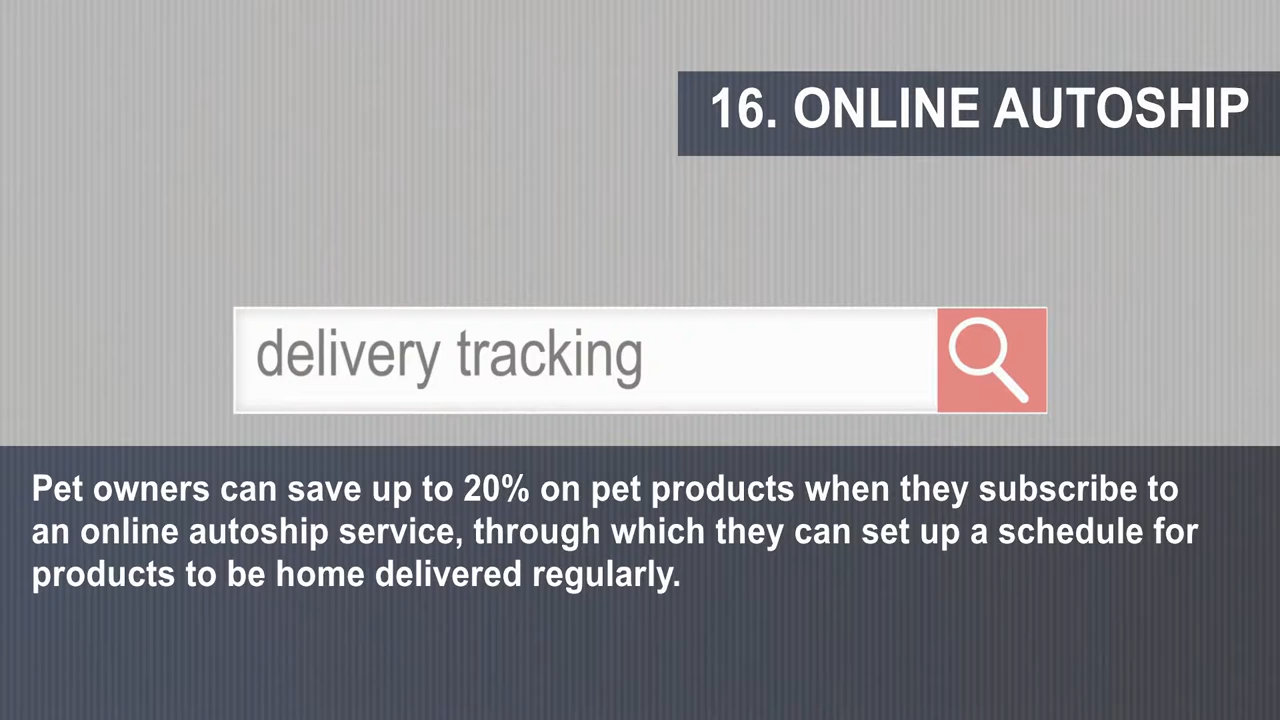 16. ONLINE AUTOSHIP
delivery tracking
Pet owners can save up to 20% on pet products when they subscribe to
an online autoship service, through which they can set up a schedule for
products to be home delivered regularly.